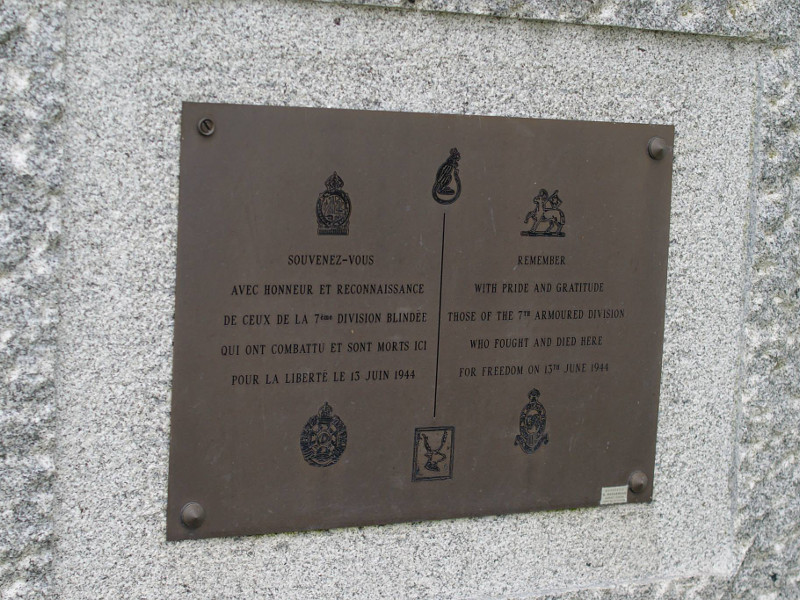 SOUVENEZ-VOUS
AVEC HONNEUR ET RECONNAISSANCE
DE CEUX DE LA 7ème DIVISION BLINDÉE
QUI ONT COMBATTU ET SONT MORTS ICI
POUR LA LIBERTÉ LE 13 JUIN 1944
REMEMBER
WITH PRIDE AND GRATITUDE
THOSE OF THE 7TH ARMOURED DIVISION
WHO FOUGHT AND DIED HERE
FOR FREEDOM ON 13TH JUNE 1944